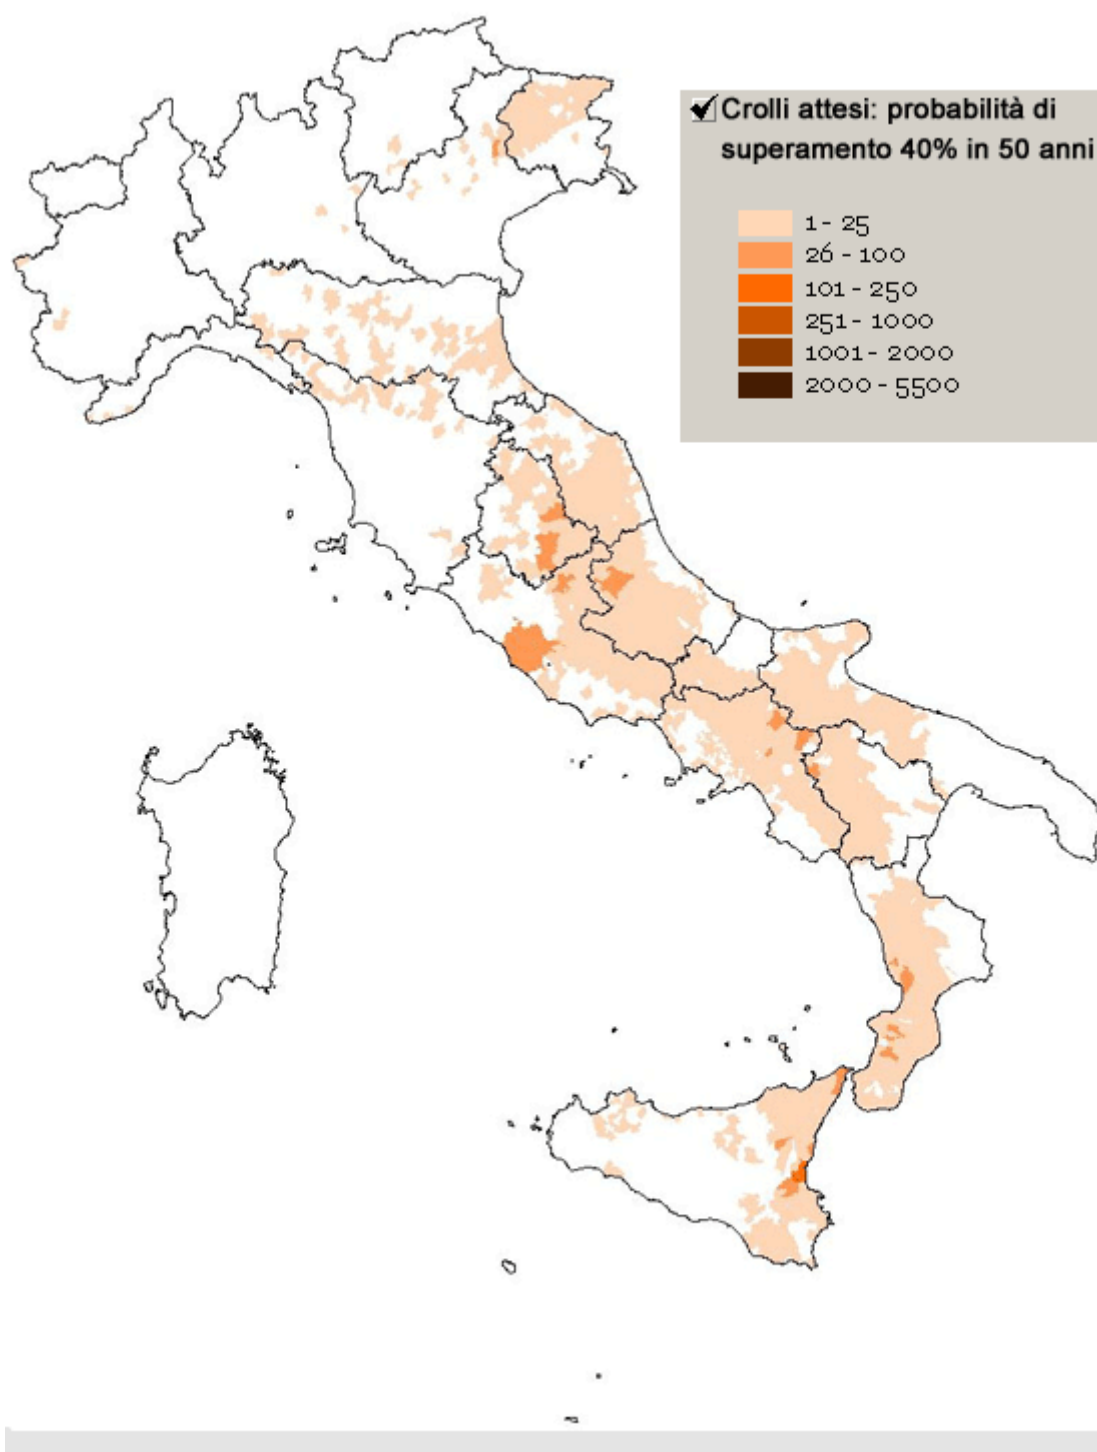 Crolli attesi: probabilità di
superamento 40% in 50 anni
1 - 25
26 - 100
101 - 250
251 - 1000
1001 - 2000
2000 - 5500